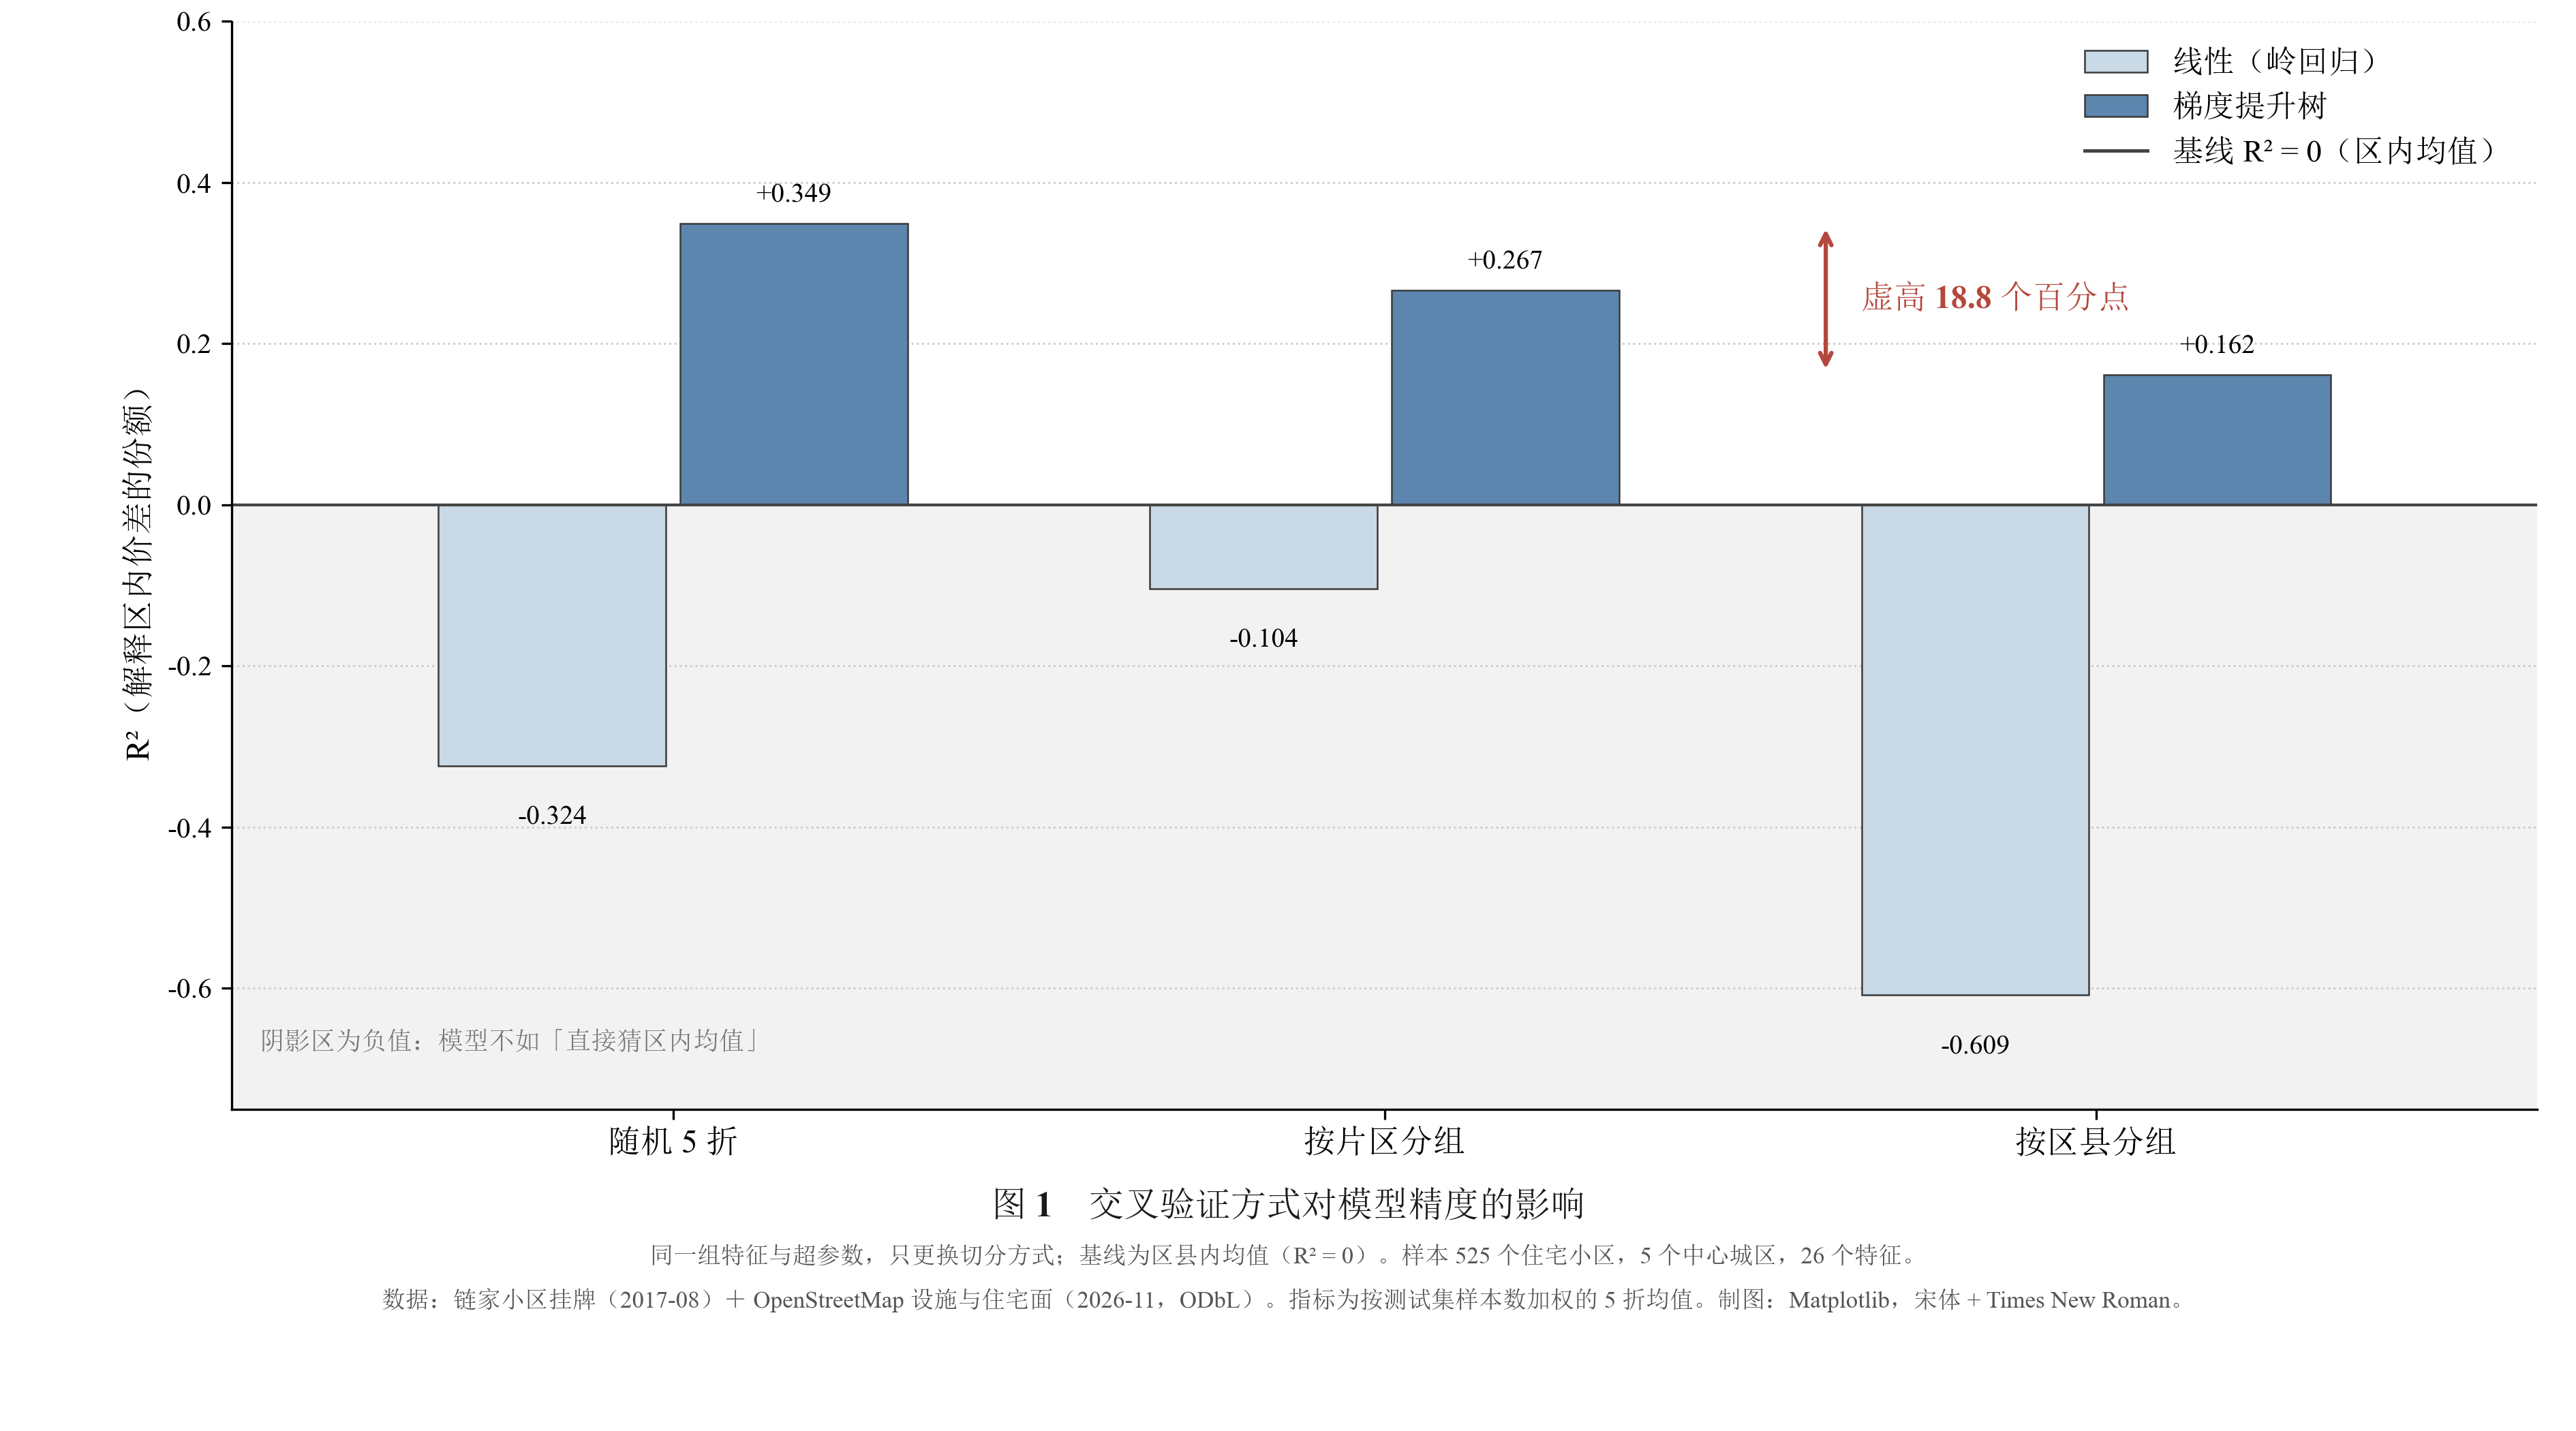 0.6
0.4
0.2
0.0
-0.2
-0.4
-0.6
R²（解释区内价差的份额）
线性（岭回归）
梯度提升树
基线 R² = 0（区内均值）
+0.349
+0.267
虚高 18.8 个百分点
+0.162
-0.104
-0.324
-0.609
阴影区为负值：模型不如「直接猜区内均值」
随机 5 折
按片区分组
按区县分组
图 1　交叉验证方式对模型精度的影响
同一组特征与超参数，只更换切分方式；基线为区县内均值（R² = 0）。样本 525 个住宅小区，5 个中心城区，26 个特征。
数据：链家小区挂牌（2017-08）＋ OpenStreetMap 设施与住宅面（2026-11，ODbL）。指标为按测试集样本数加权的 5 折均值。制图：Matplotlib，宋体 + Times New Roman。